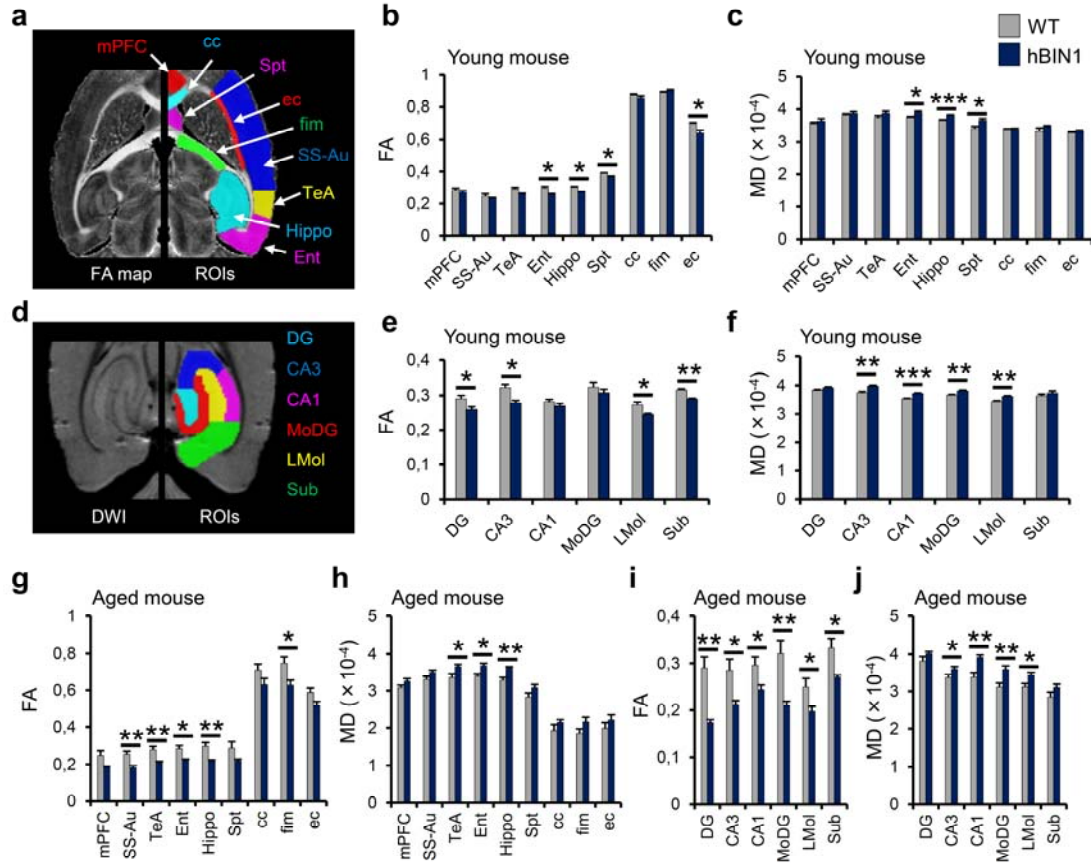 a
mPFC
cc
Spt
ec
fim
SS-Au
TeA
Hippo
Ent
FA map
ROIs
b
Young mouse
FA
1
0,8
0,6
0,4
0,2
0
*
*
*
*
mPFC
SS-Au
TeA
Ent
Hippo
Spt
cc
fim
ec
c
WT
hBIN1
Young mouse
MD (×10⁻⁴)
5
4
3
2
1
0
*
***
*
mPFC
SS-Au
TeA
Ent
Hippo
Spt
cc
fim
ec
d
DG
CA3
CA1
MoDG
LMol
Sub
DWI
ROIs
e
Young mouse
FA
0,4
0,3
0,2
0,1
0
*
*
*
**
DG
CA3
CA1
MoDG
LMol
Sub
f
Young mouse
MD (×10⁻⁴)
5
4
3
2
1
0
**
***
**
**
DG
CA3
CA1
MoDG
LMol
Sub
g
Aged mouse
FA
1
0,8
0,6
0,4
0,2
0
**
**
*
**
*
mPFC
SS-Au
TeA
Ent
Hippo
Spt
cc
fim
ec
h
Aged mouse
MD (×10⁻⁴)
5
4
3
2
1
0
*
*
**
mPFC
SS-Au
TeA
Ent
Hippo
Spt
cc
fim
ec
i
Aged mouse
FA
0,4
0,3
0,2
0,1
0
**
*
*
**
*
*
DG
CA3
CA1
MoDG
LMol
Sub
j
Aged mouse
MD (×10⁻⁴)
5
4
3
2
1
0
*
**
**
*
DG
CA3
CA1
MoDG
LMol
Sub